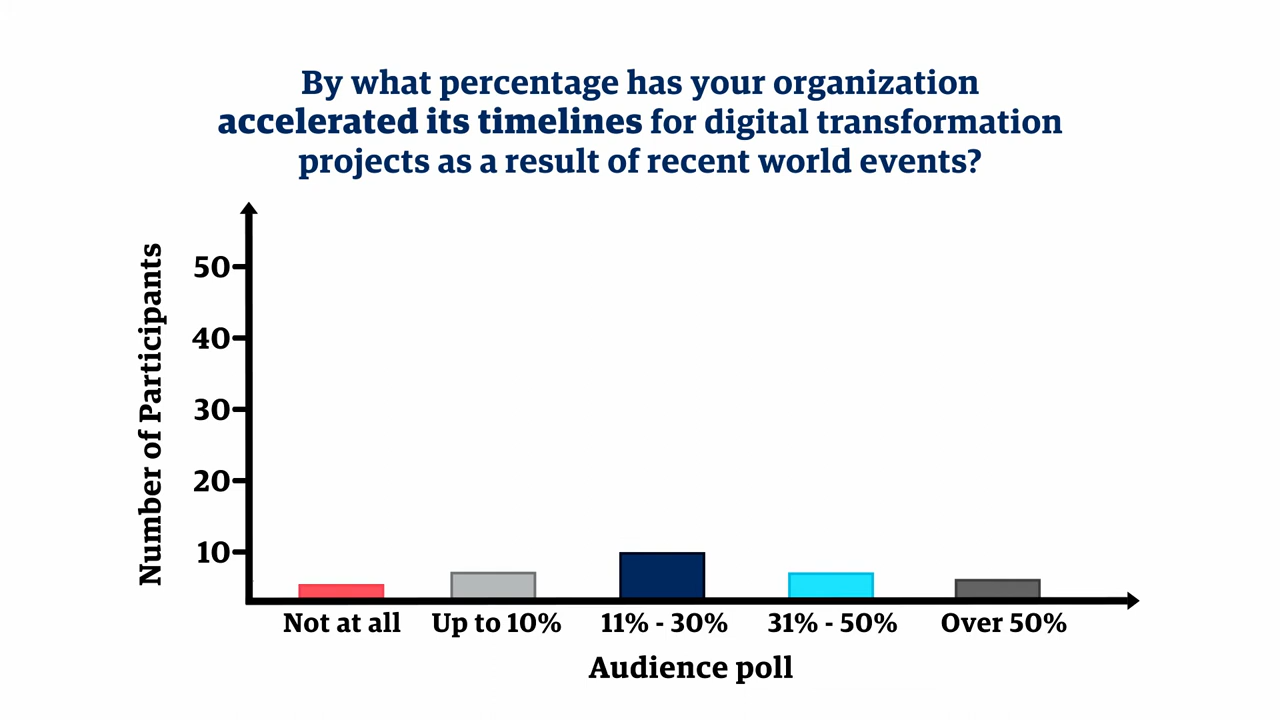 By what percentage has your organization
accelerated its timelines for digital transformation
projects as a result of recent world events?
Number of Participants
50
40
30
20
10
Not at all
Up to 10%
11% - 30%
31% - 50%
Over 50%
Audience poll